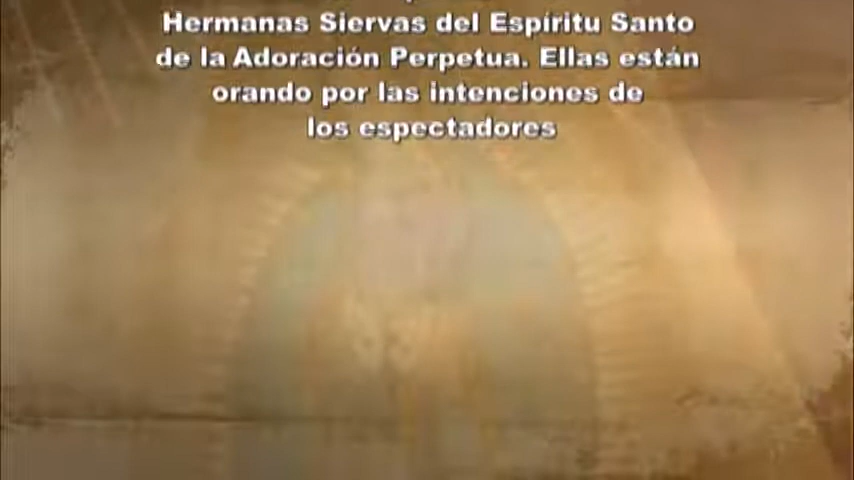 Hermanas Siervas del Espíritu Santo
de la Adoración Perpetua. Ellas están
orando por las intenciones de
los espectadores